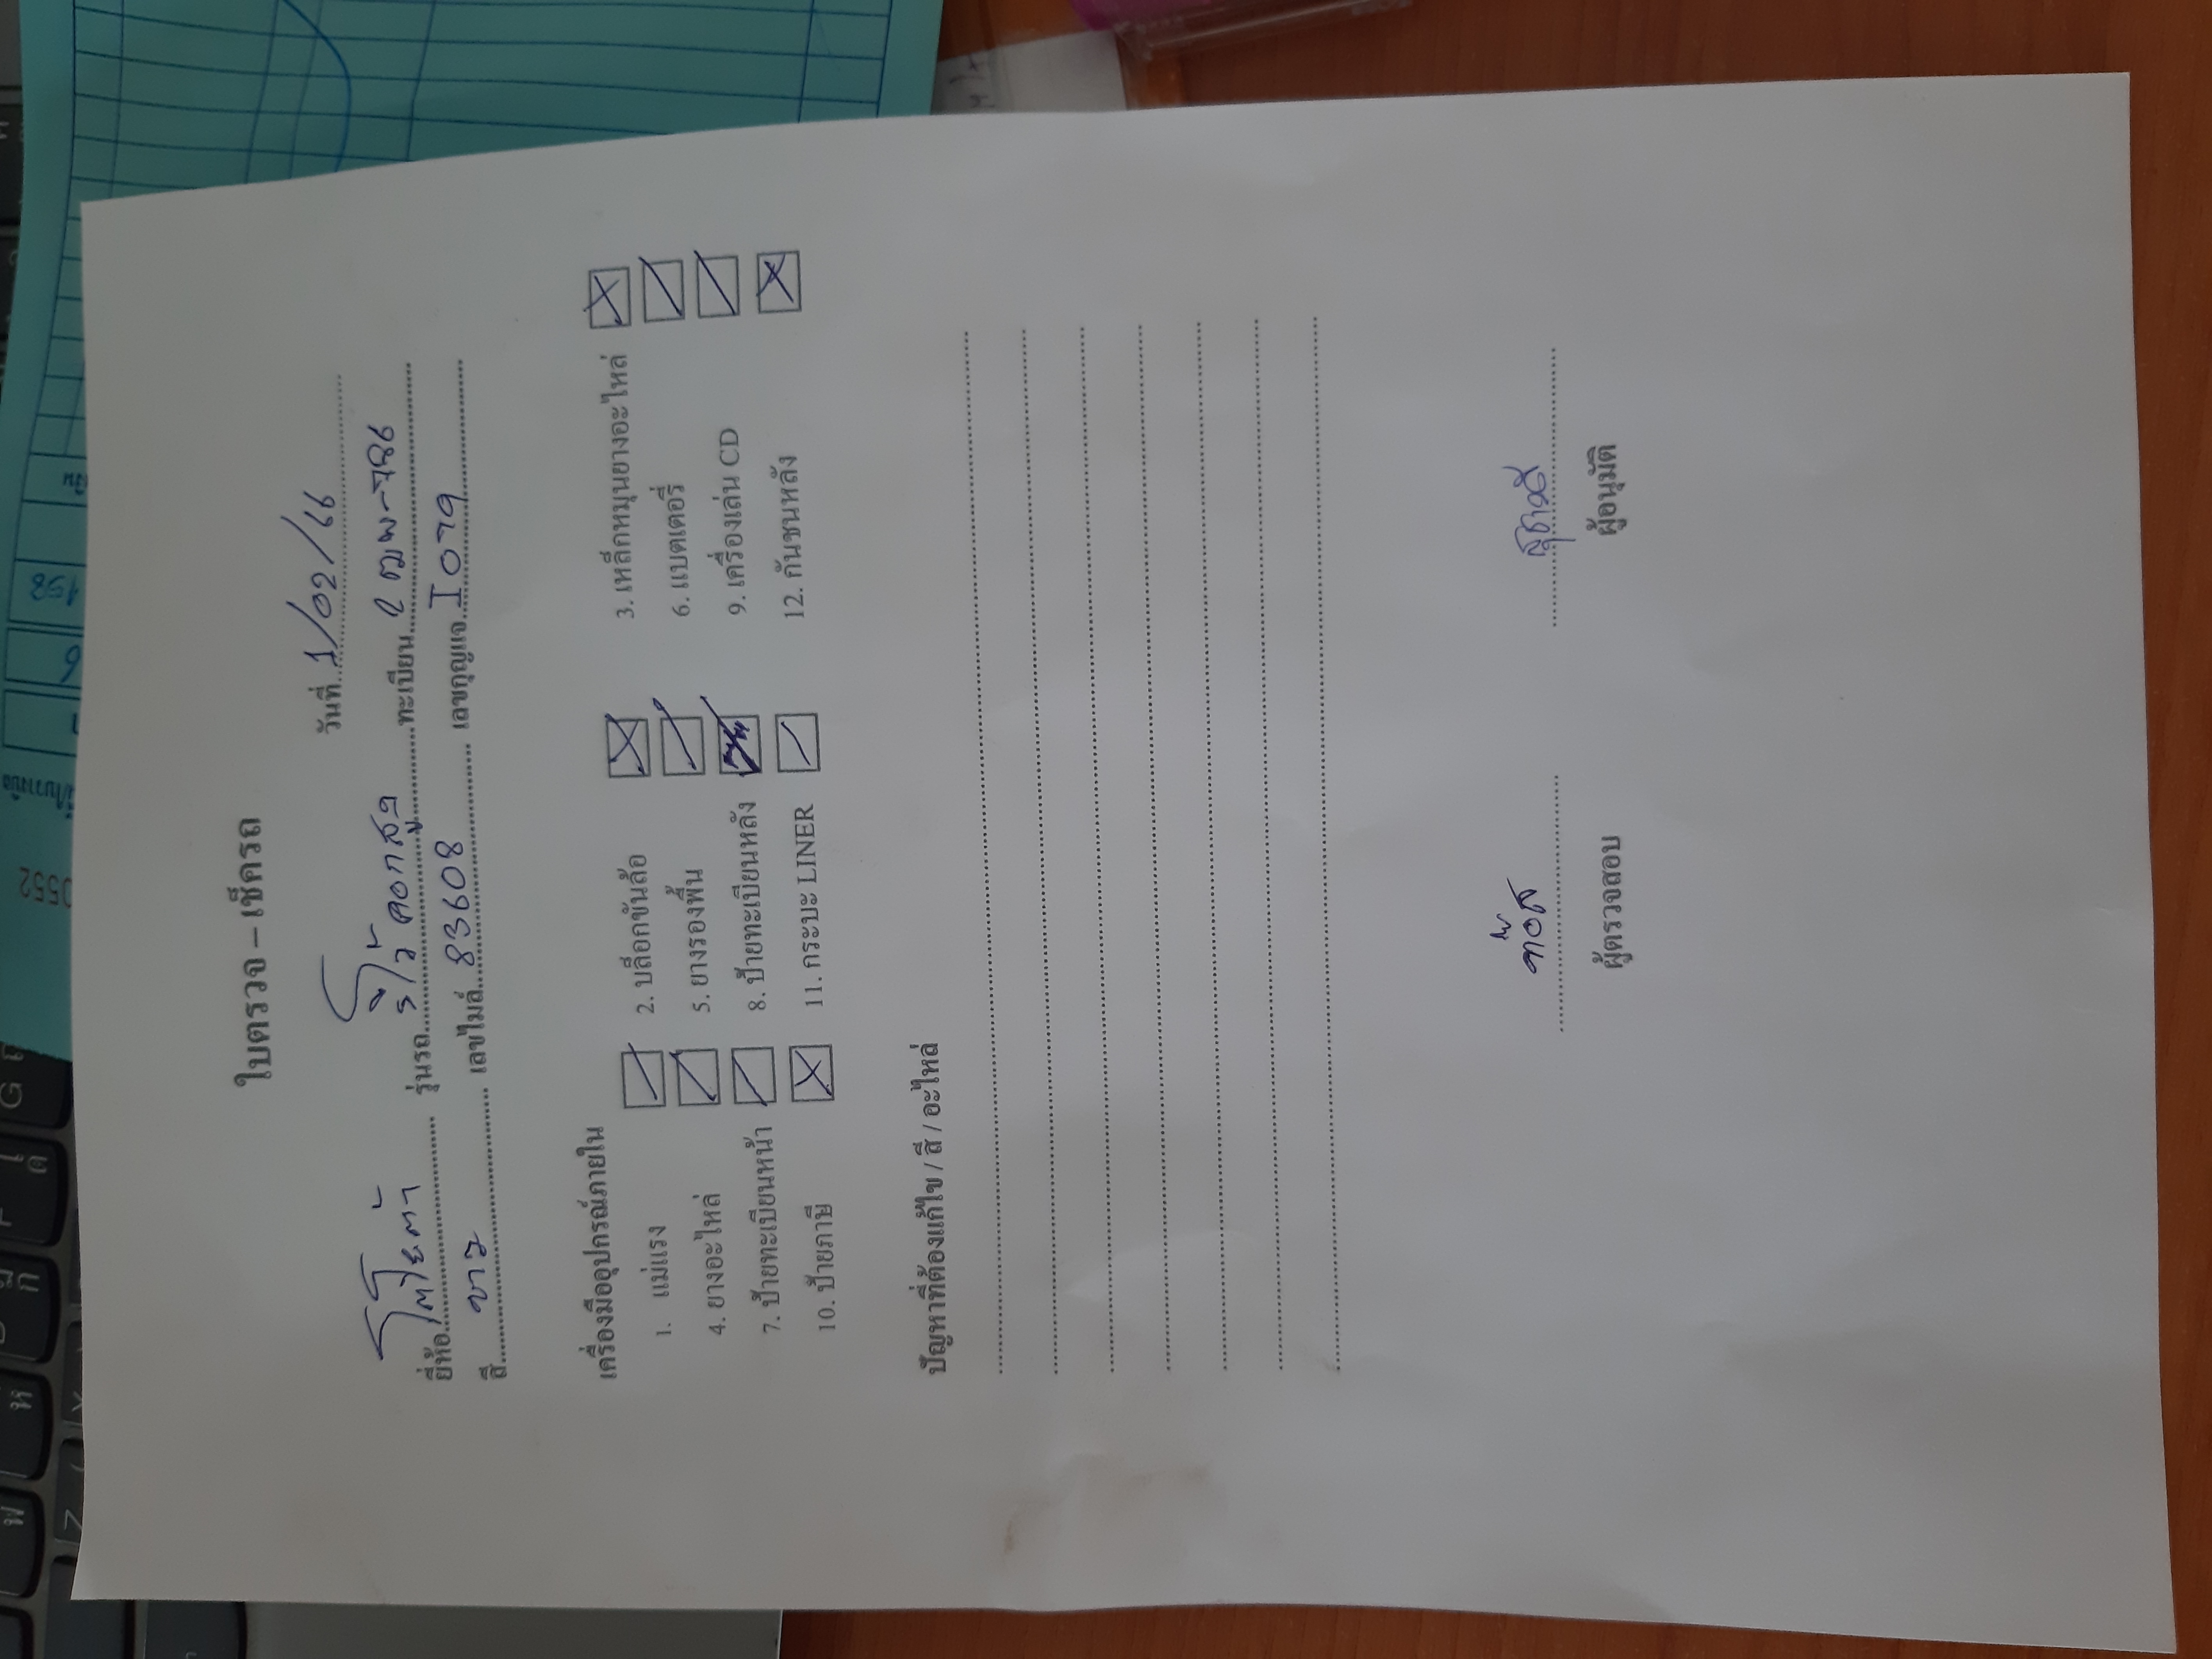 ใบตรวจ – เช็ครถ
วันที่ 1/02/66
ยี่ห้อ โตโยต้า รุ่นรถ รีโว้ ตอกสูง ทะเบียน 2 ฒพ-786
สี ขาว เลขไมล์ 83608 เลขกุญแจ I 079
เครื่องมืออุปกรณ์ภายใน
1. แม่แรง 2. บล็อกขันล้อ 3. เหล็กหมุนยางอะไหล่
4. ยางอะไหล่ 5. ยางรองพื้น 6. แบตเตอรี่
7. ป้ายทะเบียนหน้า 8. ป้ายทะเบียนหลัง 9. เครื่องเล่น CD
10. ป้ายภาษี 11. กระบะ LINER 12. กันชนหลัง
ปัญหาที่ต้องแก้ไข / สี / อะไหล่
ผู้ตรวจสอบ ผู้อนุมัติ
0552
6
198
G
Z
X